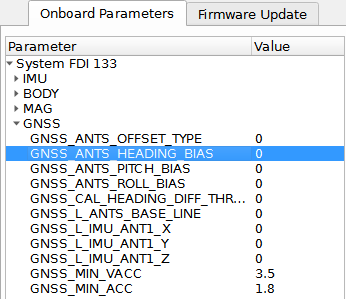 Onboard Parameters Firmware Update
Parameter Value
System FDI 133
IMU
BODY
MAG
GNSS
GNSS_ANTS_OFFSET_TYPE 0
GNSS_ANTS_HEADING_BIAS 0
GNSS_ANTS_PITCH_BIAS 0
GNSS_ANTS_ROLL_BIAS 0
GNSS_CAL_HEADING_DIFF_THR... 0
GNSS_L_ANTS_BASE_LINE 0
GNSS_L_IMU_ANT1_X 0
GNSS_L_IMU_ANT1_Y 0
GNSS_L_IMU_ANT1_Z 0
GNSS_MIN_VACC 3.5
GNSS_MIN_ACC 1.8